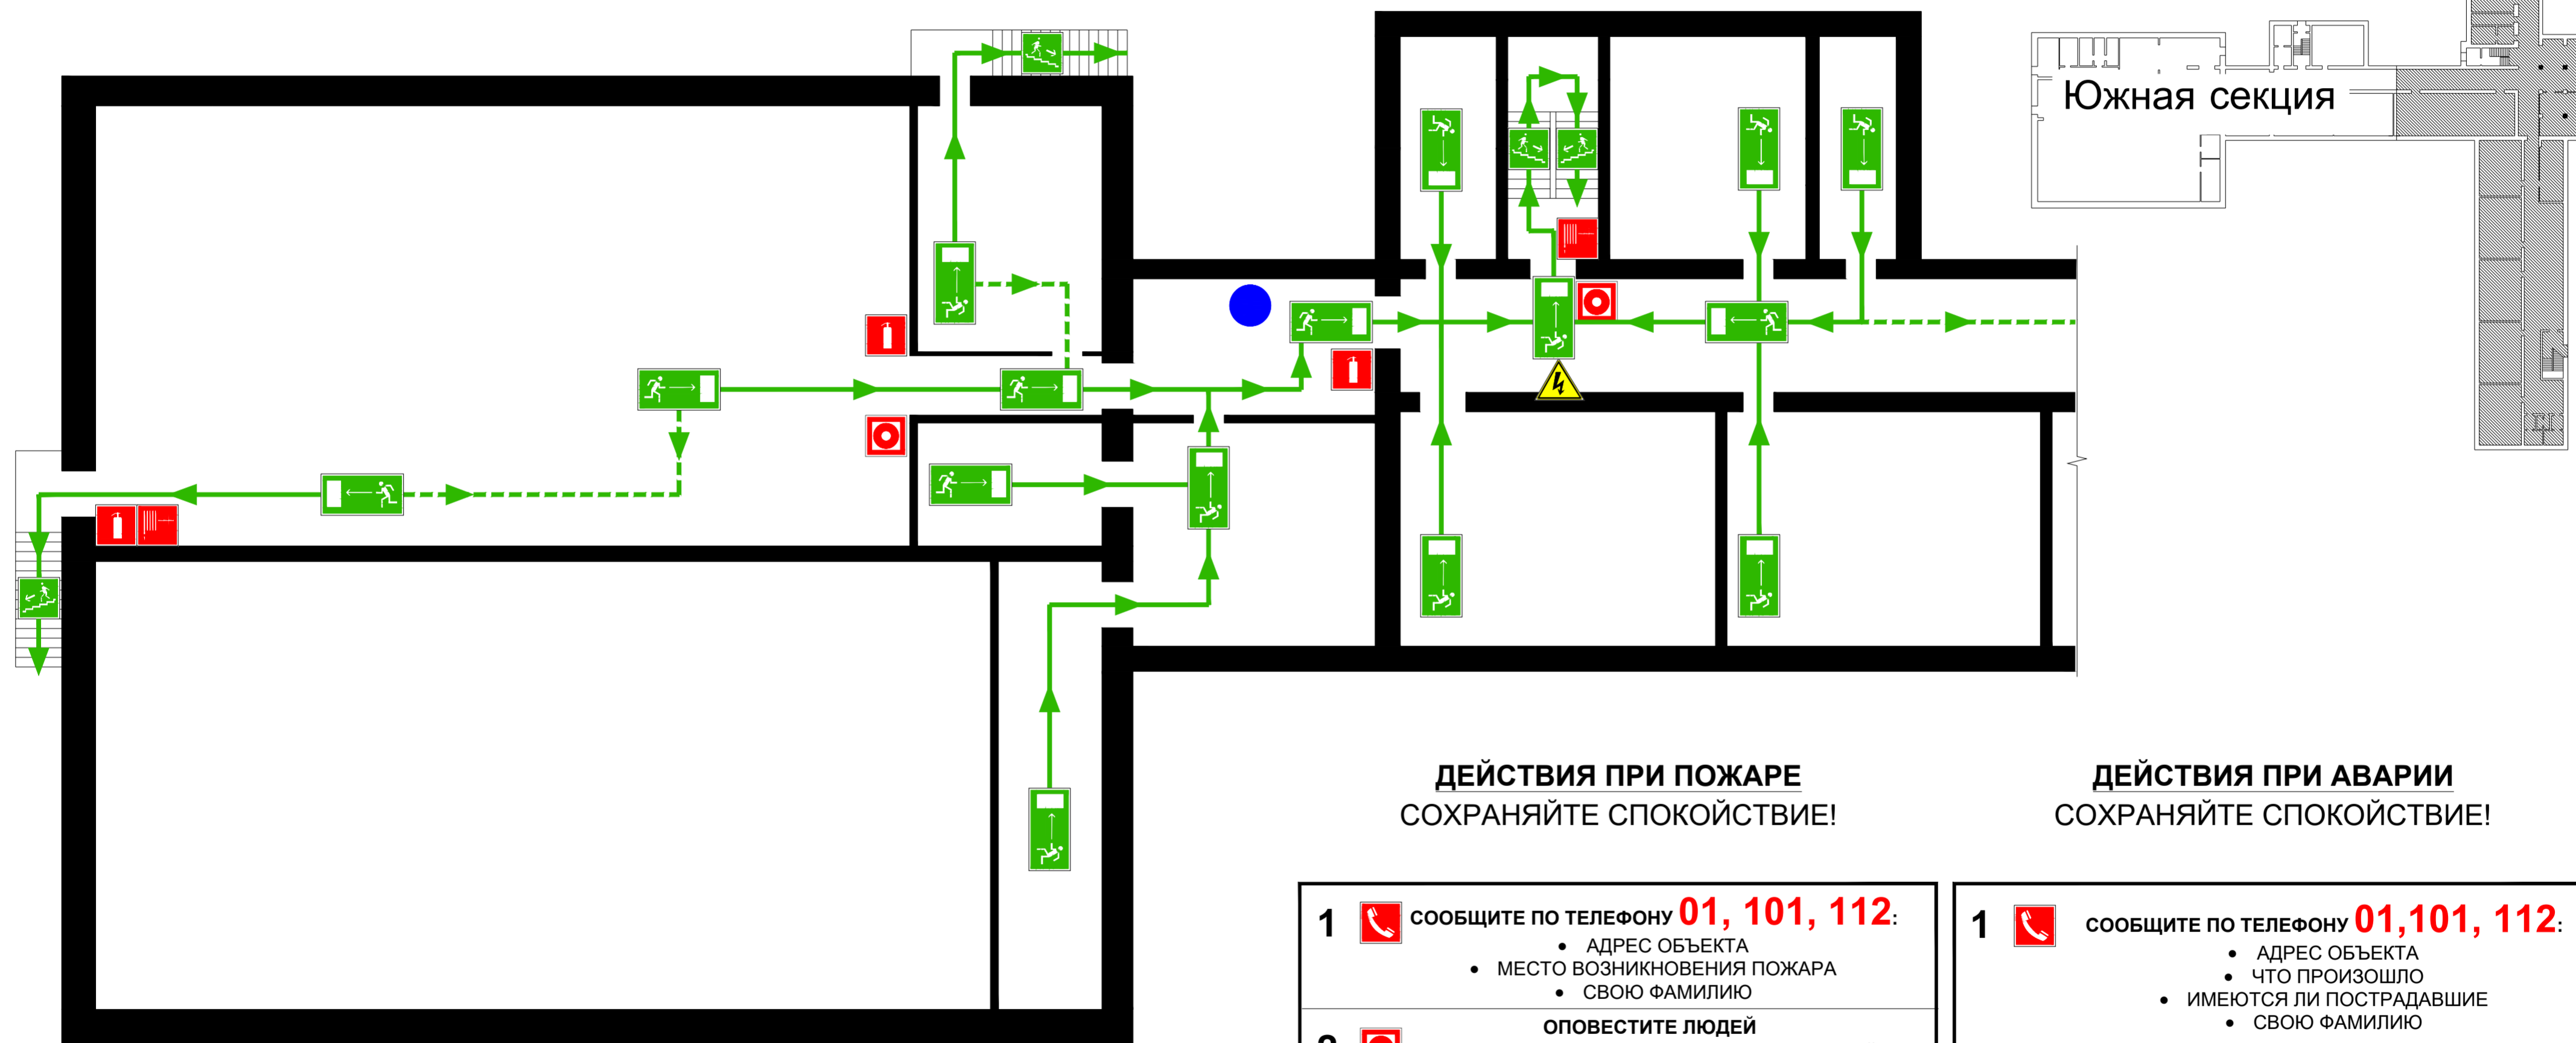 Южная секция
ДЕЙСТВИЯ ПРИ ПОЖАРЕ
СОХРАНЯЙТЕ СПОКОЙСТВИЕ!
1 СООБЩИТЕ ПО ТЕЛЕФОНУ 01, 101, 112:
• АДРЕС ОБЪЕКТА
• МЕСТО ВОЗНИКНОВЕНИЯ ПОЖАРА
• СВОЮ ФАМИЛИЮ
ОПОВЕСТИТЕ ЛЮДЕЙ
ДЕЙСТВИЯ ПРИ АВАРИИ
СОХРАНЯЙТЕ СПОКОЙСТВИЕ!
1 СООБЩИТЕ ПО ТЕЛЕФОНУ 01,101, 112:
• АДРЕС ОБЪЕКТА
• ЧТО ПРОИЗОШЛО
• ИМЕЮТСЯ ЛИ ПОСТРАДАВШИЕ
• СВОЮ ФАМИЛИЮ